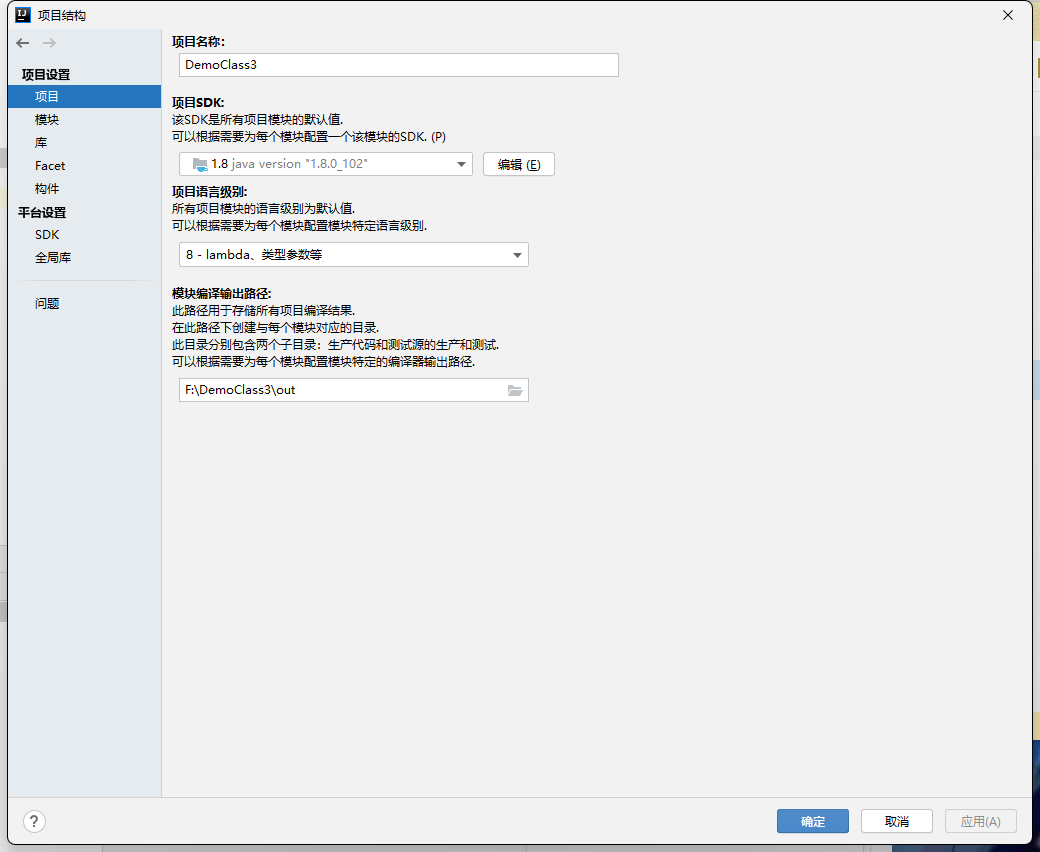 项目结构
项目设置
项目
模块
库
Facet
构件
平台设置
SDK
全局库
问题
项目名称:
DemoClass3
项目SDK:
该SDK是所有项目模块的默认值.
可以根据需要为每个模块配置一个该模块的SDK. (P)
1.8 java version "1.8.0_102"
编辑 (E)
项目语言级别:
所有项目模块的语言级别为默认值.
可以根据需要为每个模块配置模块特定语言级别.
8 - lambda、类型参数等
模块编译输出路径:
此路径用于存储所有项目编译结果.
在此路径下创建与每个模块对应的目录.
此目录分别包含两个子目录：生产代码和测试源的生产和测试.
可以根据需要为每个模块配置模块特定的编译器输出路径.
F:\DemoClass3\out
?
确定
取消
应用(A)